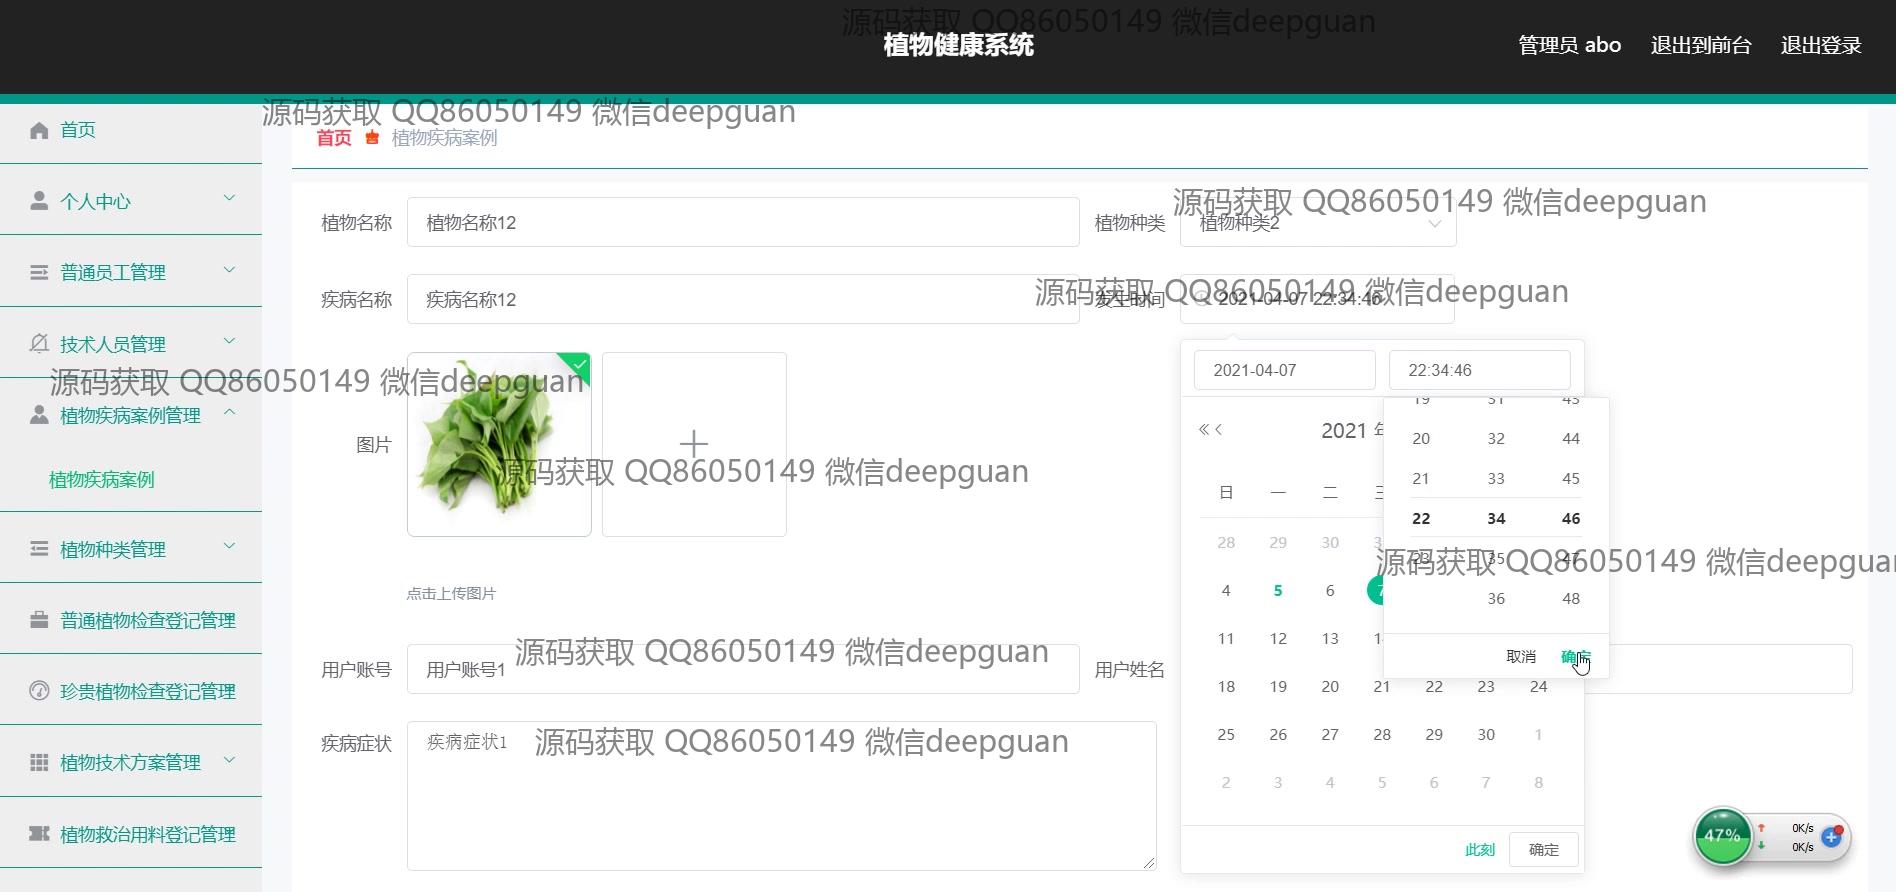 源码获取 QQ86050149 微信deepguan
植物健康系统
管理员 abo 退出到前台 退出登录
源码获取 QQ86050149 微信deepguan
首页
个人中心
普通员工管理
技术人员管理
源码获取 QQ86050149 微信deepguan
植物疾病案例管理
植物疾病案例
植物种类管理
普通植物检查登记管理
珍贵植物检查登记管理
植物技术方案管理
植物救治用料登记管理
首页 植物疾病案例
源码获取 QQ86050149 微信deepguan
植物名称 植物名称12 植物种类 植物种类2
源码获取 QQ86050149 微信deepguan
疾病名称 疾病名称12 发生时间 2021-04-07 22:34:46
图片
源码获取 QQ86050149 微信deepguan
点击上传图片
源码获取 QQ86050149 微信deepguan
用户账号 用户账号1 用户姓名
疾病症状 疾病症状1
源码获取 QQ86050149 微信deepguan
2021-04-07 22:34:46
2021 年
日 一 二 三
28 29 30
4 5 6 7
11 12 13
18 19 20 21 22 23 24
25 26 27 28 29 30 1
2 3 4 5 6 7 8
此刻 确定
19 31 43
20 32 44
21 33 45
22 34 46
23 35 47
源码获取 QQ86050149 微信deepguan
36 48
取消 确定
47%
0K/s
0K/s